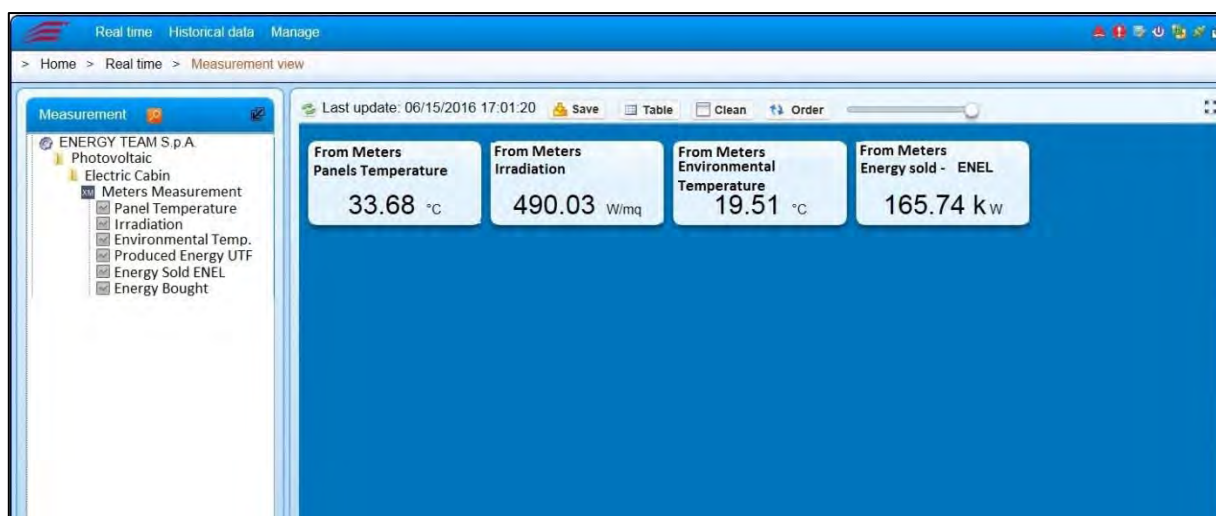 Real time Historical data Manage
> Home > Real time > Measurement view
Measurement
ENERGY TEAM S.p.A.
Photovoltaic
Electric Cabin
XM Meters Measurement
Panel Temperature
Irradiation
Environmental Temp.
Produced Energy UTF
Energy Sold ENEL
Energy Bought
Last update: 06/15/2016 17:01:20 Save Table Clean Order
From Meters
Panels Temperature
33.68 °C
From Meters
Irradiation
490.03 W/mq
From Meters
Environmental
Temperature
19.51 °C
From Meters
Energy sold - ENEL
165.74 k W